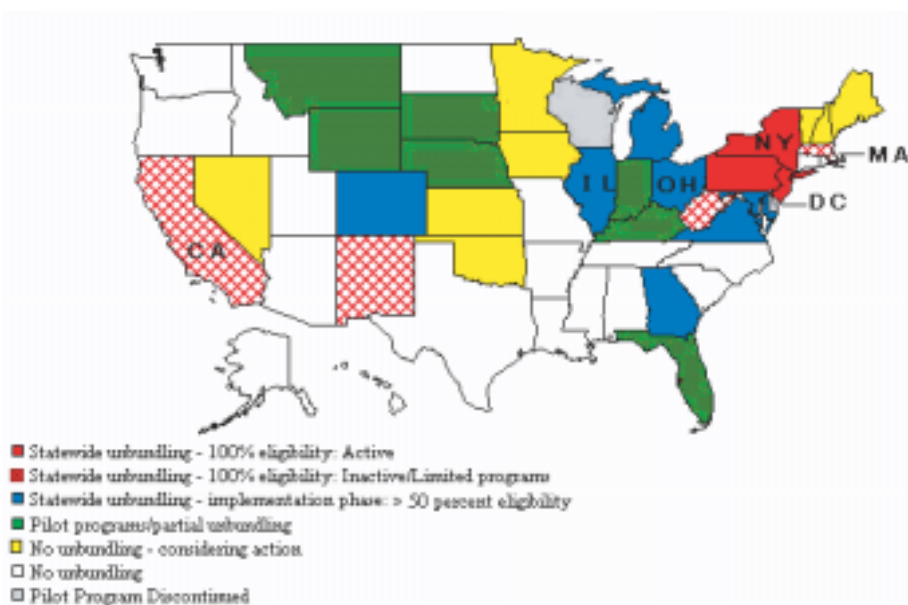 NY
MA
IL
OH
DC
CA
Statewide unbundling - 100% eligibility: Active
Statewide unbundling - 100% eligibility: Inactive/Limited programs
Statewide unbundling - implementation phase: > 50 percent eligibility
Pilot programs/partial unbundling
No unbundling - considering action
No unbundling
Pilot Program Discontinued